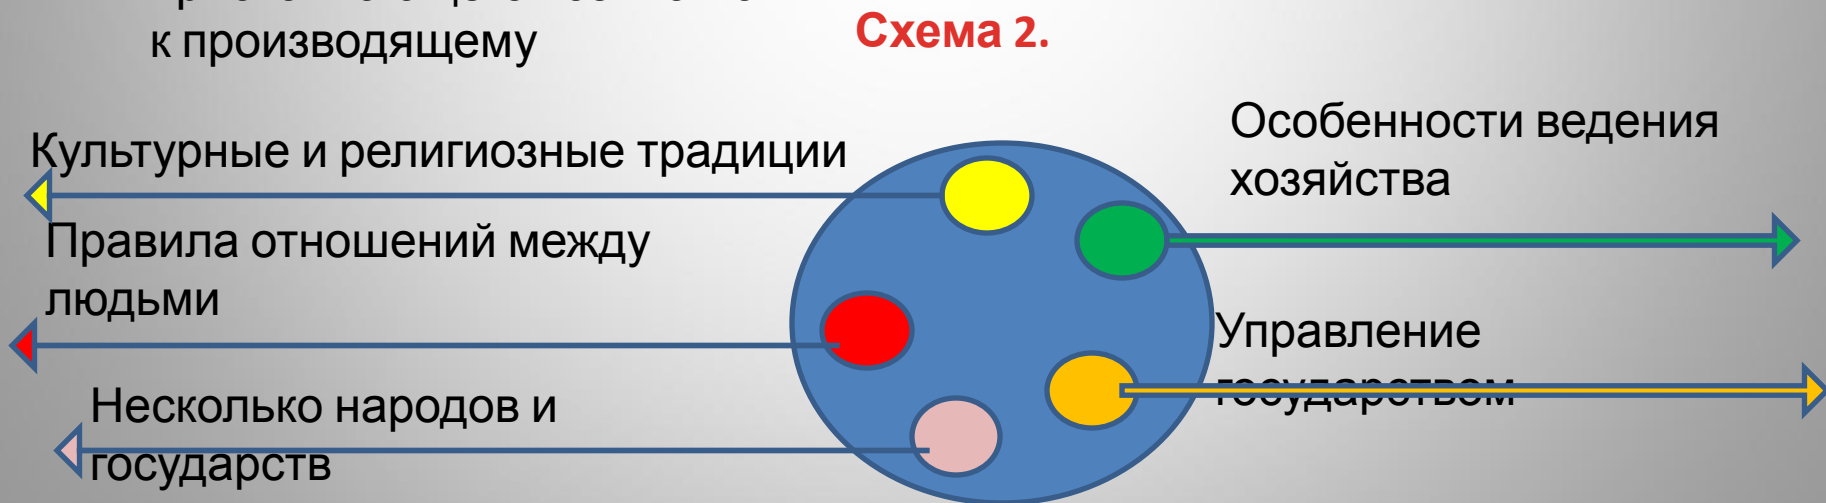 к производящему
Схема 2.
Культурные и религиозные традиции
Правила отношений между
людьми
Несколько народов и
государств
Особенности ведения
хозяйства
Управление
государством